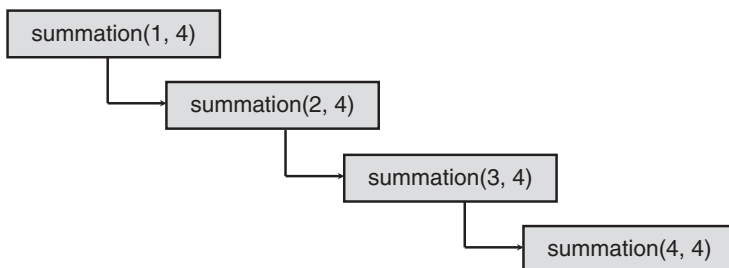 summation(1, 4)
summation(2, 4)
summation(3, 4)
summation(4, 4)